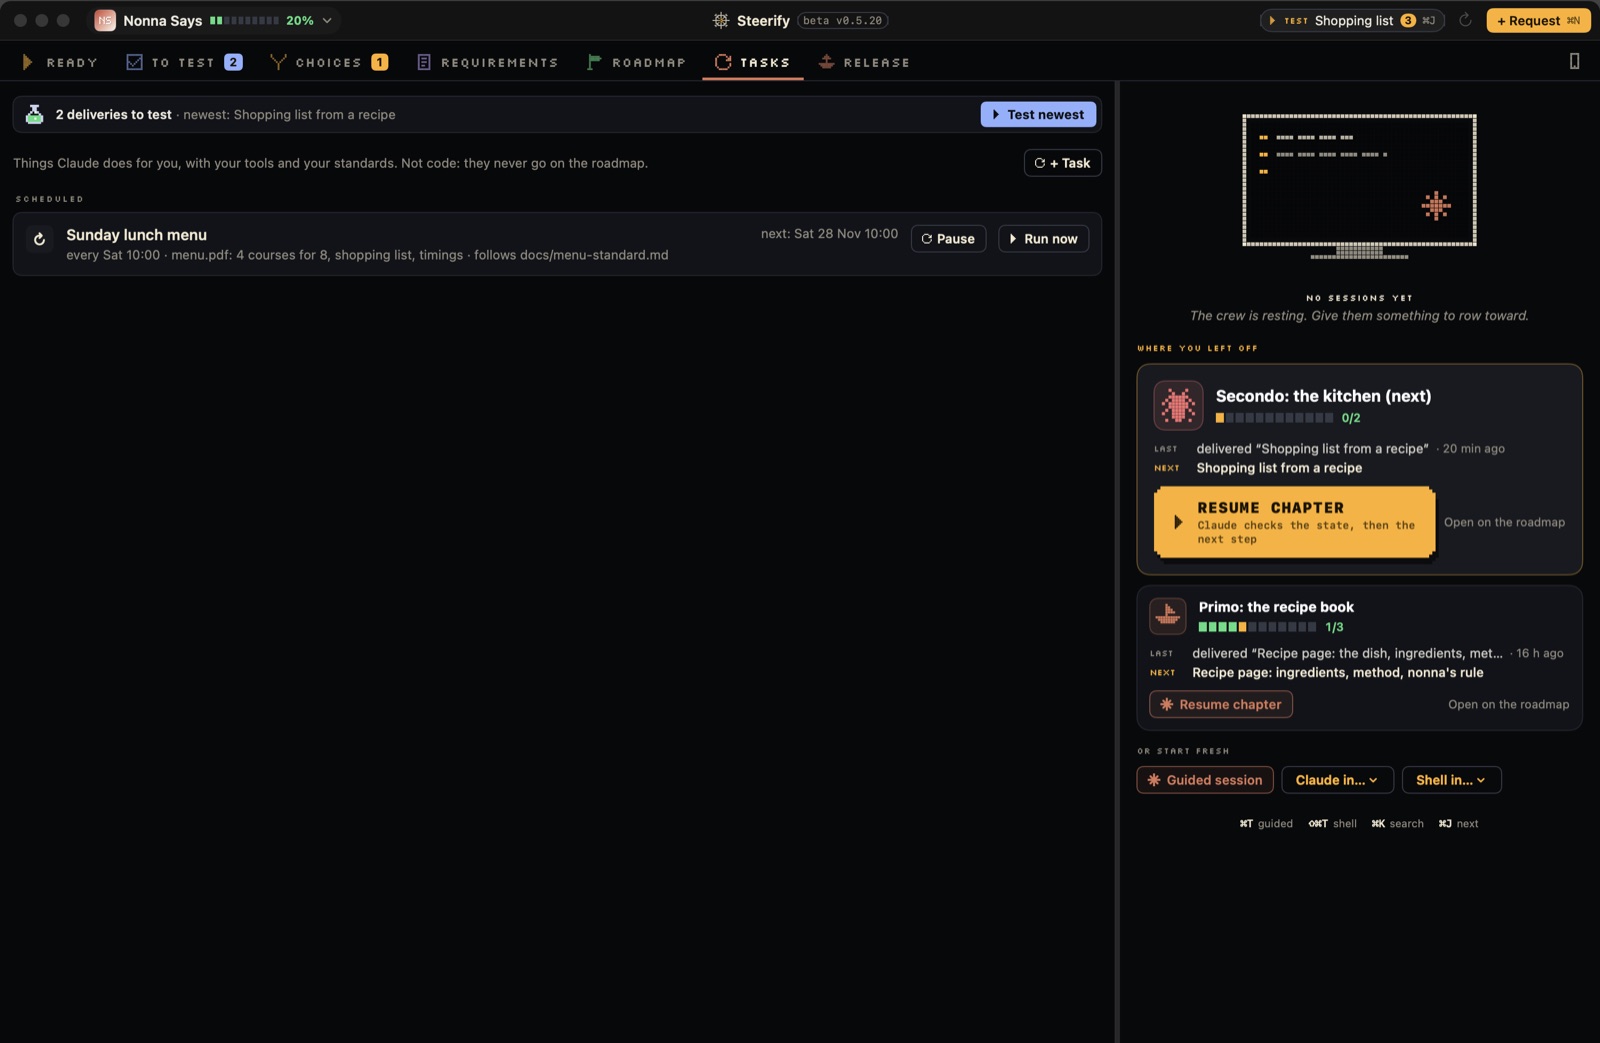 NS Nonna Says 20%
Steerify beta v0.5.20
TEST Shopping list 3 ⌘J
+ Request ⌘N
READY
TO TEST 2
CHOICES 1
REQUIREMENTS
ROADMAP
TASKS
RELEASE
2 deliveries to test · newest: Shopping list from a recipe
Test newest
Things Claude does for you, with your tools and your standards. Not code: they never go on the roadmap.
+ Task
SCHEDULED
Sunday lunch menu
every Sat 10:00 · menu.pdf: 4 courses for 8, shopping list, timings · follows docs/menu-standard.md
next: Sat 28 Nov 10:00
Pause
Run now
NO SESSIONS YET
The crew is resting. Give them something to row toward.
WHERE YOU LEFT OFF
Secondo: the kitchen (next)
0/2
LAST delivered “Shopping list from a recipe” · 20 min ago
NEXT Shopping list from a recipe
RESUME CHAPTER
Claude checks the state, then the
next step
Open on the roadmap
Primo: the recipe book
1/3
LAST delivered “Recipe page: the dish, ingredients, met... · 16 h ago
NEXT Recipe page: ingredients, method, nonna's rule
Resume chapter
Open on the roadmap
OR START FRESH
Guided session
Claude in...
Shell in...
⌘T guided ⇧⌘T shell ⌘K search ⌘J next